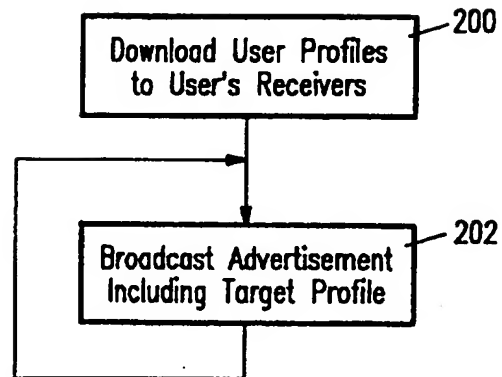 200
Download User Profiles
to User's Receivers
202
Broadcast Advertisement
Including Target Profile